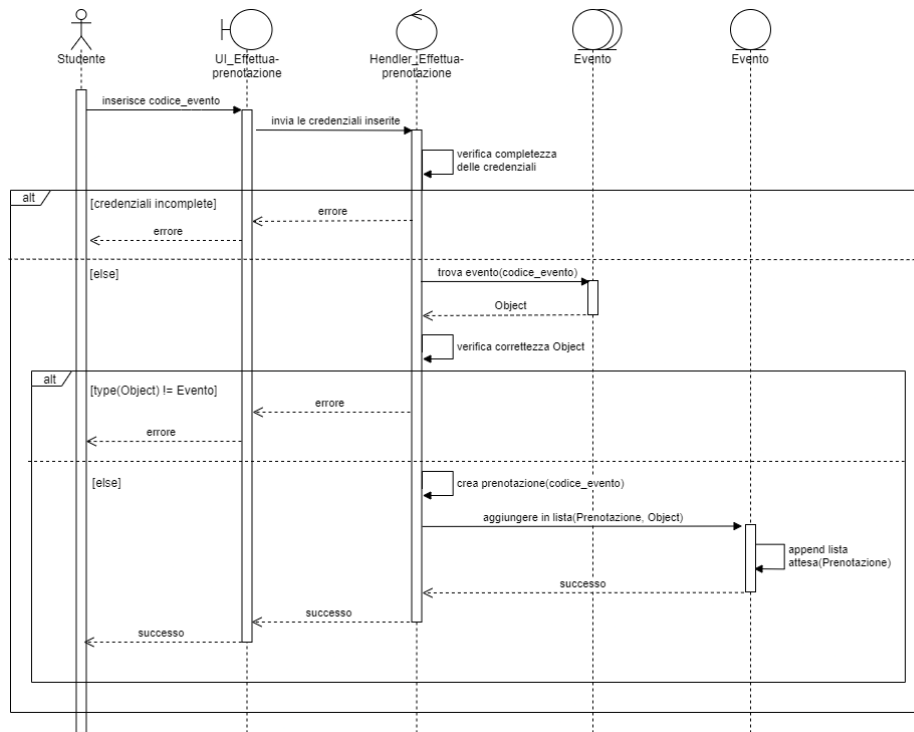 Studente
UI_Effettua-
prenotazione
Hendler_Effettua-
prenotazione
Evento
Evento
inserisce codice_evento
invia le credenziali inserite
verifica completezza
delle credenziali
alt
[credenziali incomplete]
errore
errore
[else]
trova evento(codice_evento)
Object
verifica correttezza Object
alt
[type(Object) != Evento]
errore
errore
[else]
crea prenotazione(codice_evento)
aggiungere in lista(Prenotazione, Object)
append lista
attesa(Prenotazione)
successo
successo
successo